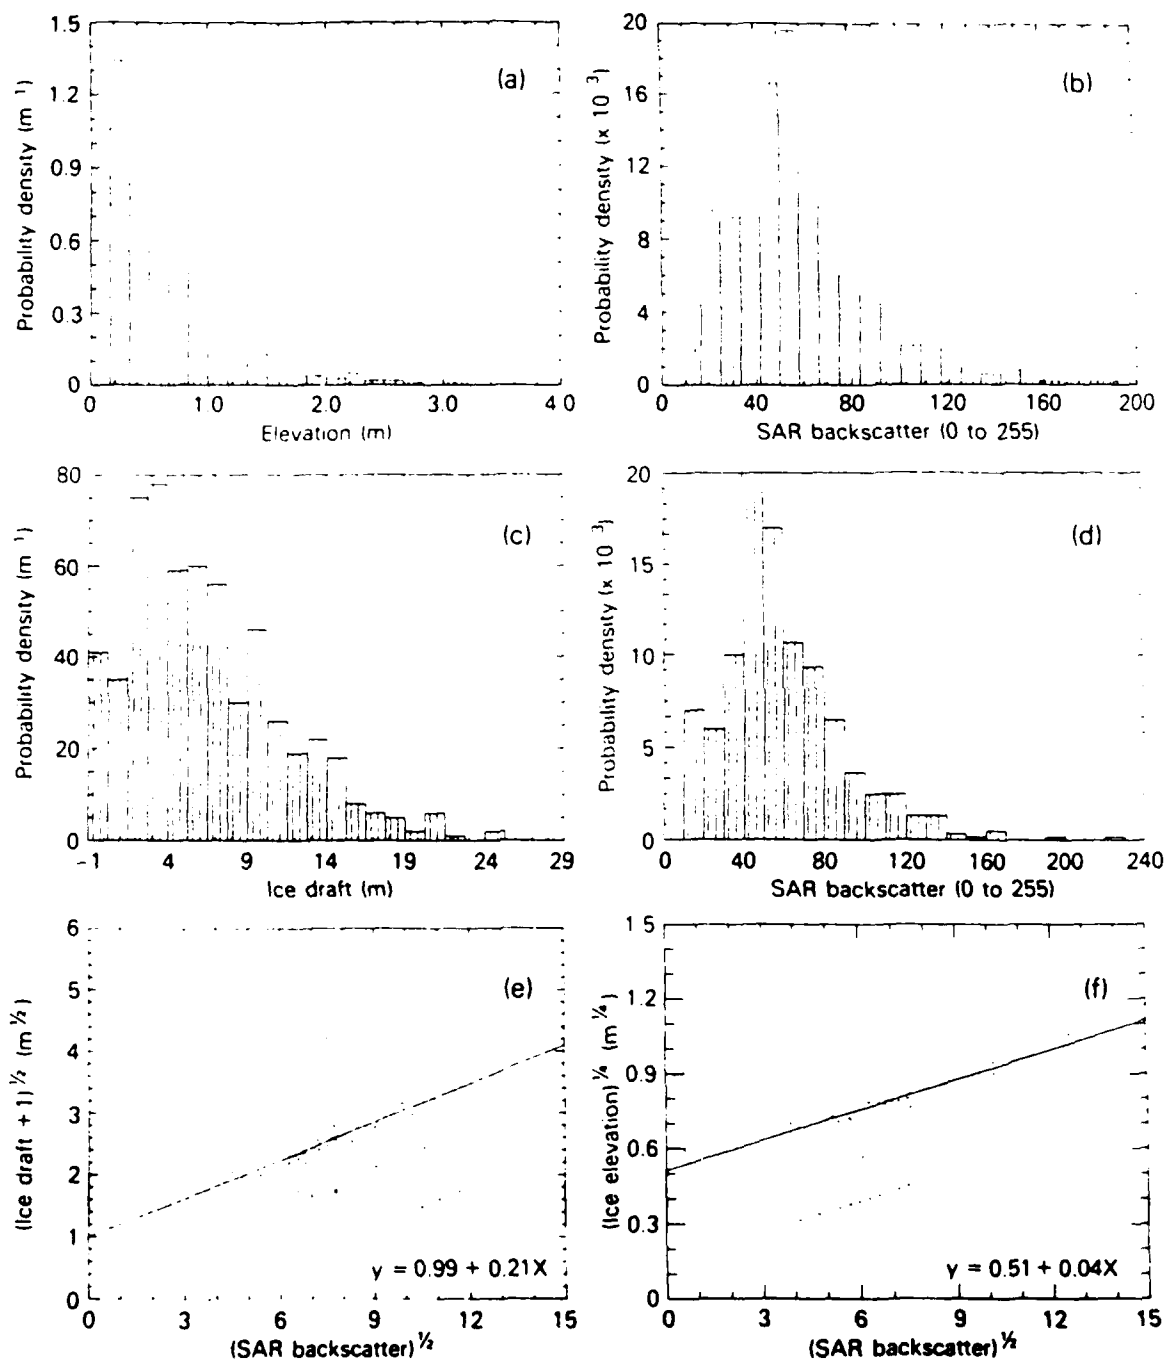 1.5
1.2
0.9
0.6
0.3
0
Probability density (m⁻¹)
(a)
0 1.0 2.0 3.0 4.0
Elevation (m)
20
16
12
8
4
0
Probability density (x 10⁻³)
(b)
0 40 80 120 160 200
SAR backscatter (0 to 255)
80
60
40
20
0
Probability density (m⁻¹)
(c)
-1 4 9 14 19 24 29
Ice draft (m)
20
15
10
5
0
Probability density (x 10⁻³)
(d)
0 40 80 120 160 200 240
SAR backscatter (0 to 255)
6
5
4
3
2
1
0
(Ice draft + 1)^½ (m^½)
(e)
y = 0.99 + 0.21X
0 3 6 9 12 15
(SAR backscatter)^½
1.5
1.2
0.9
0.6
0.3
0.0
(Ice elevation)^¼ (m^¼)
(f)
y = 0.51 + 0.04X
0 3 6 9 12 15
(SAR backscatter)^½